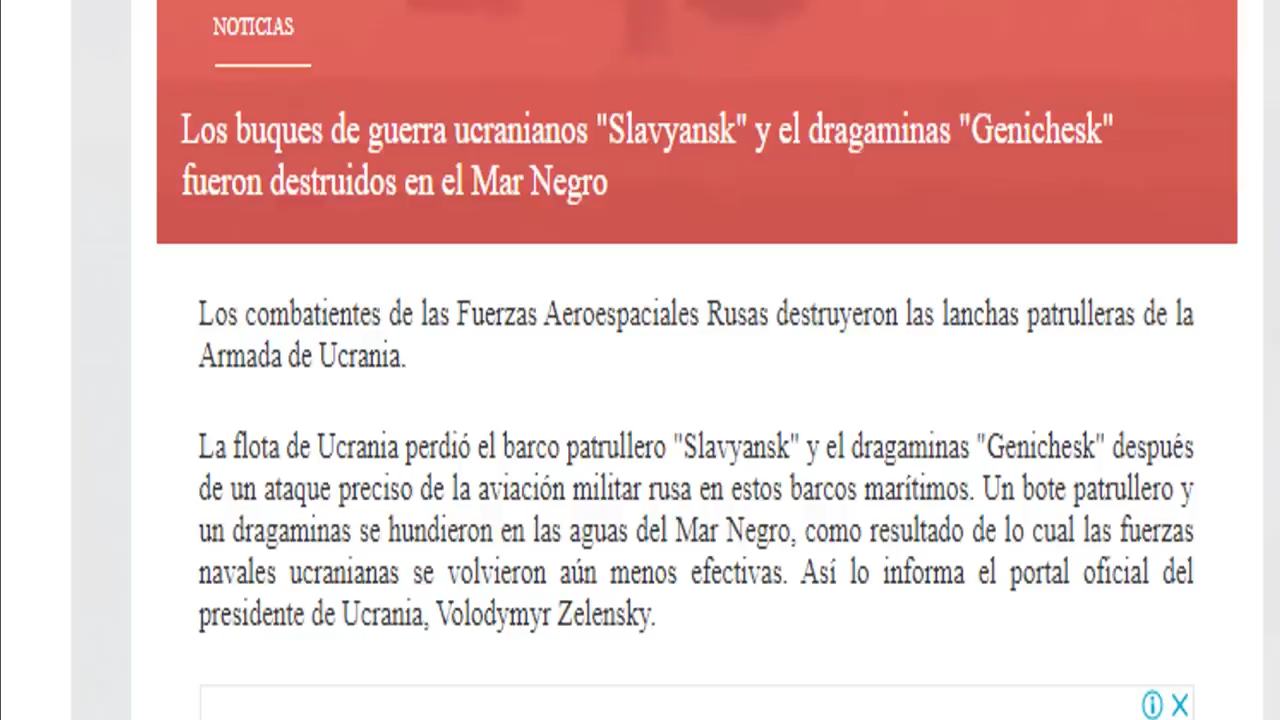 NOTICIAS
Los buques de guerra ucranianos "Slavyansk" y el dragaminas "Genichesk"
fueron destruidos en el Mar Negro
Los combatientes de las Fuerzas Aeroespaciales Rusas destruyeron las lanchas patrulleras de la
Armada de Ucrania.
La flota de Ucrania perdió el barco patrullero "Slavyansk" y el dragaminas "Genichesk" después
de un ataque preciso de la aviación militar rusa en estos barcos marítimos. Un bote patrullero y
un dragaminas se hundieron en las aguas del Mar Negro, como resultado de lo cual las fuerzas
navales ucranianas se volvieron aún menos efectivas. Así lo informa el portal oficial del
presidente de Ucrania, Volodymyr Zelensky.